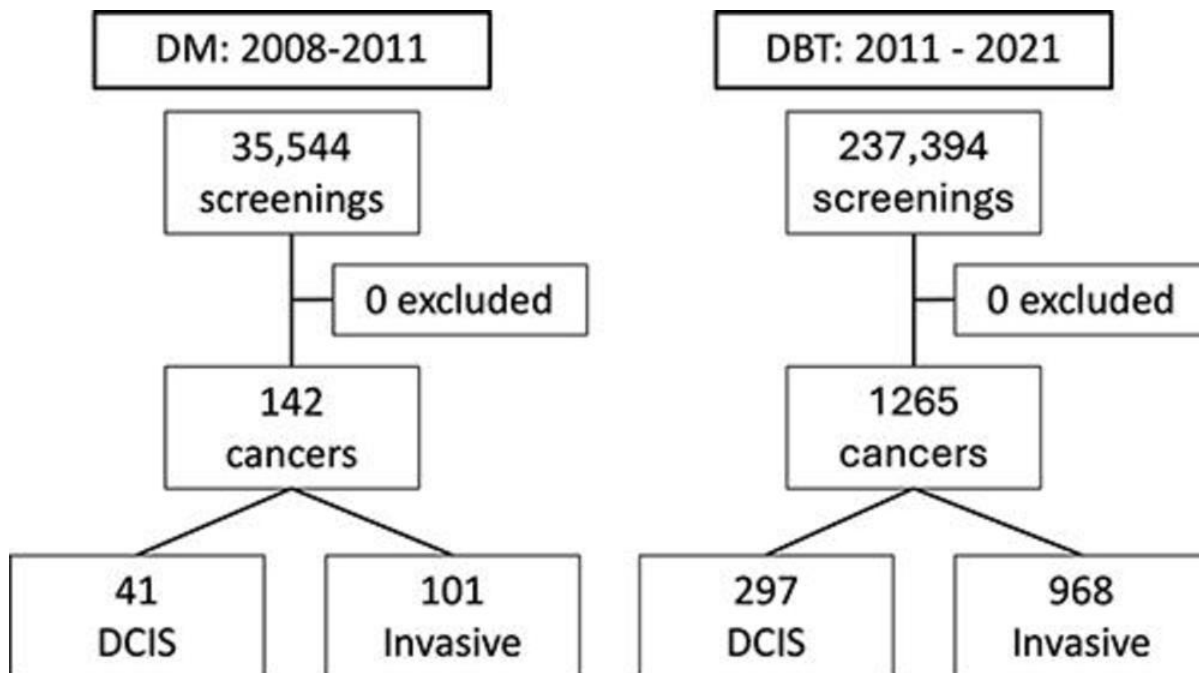 DM: 2008-2011
35,544
screenings
0 excluded
142
cancers
41
DCIS
101
Invasive
DBT: 2011 - 2021
237,394
screenings
0 excluded
1265
cancers
297
DCIS
968
Invasive